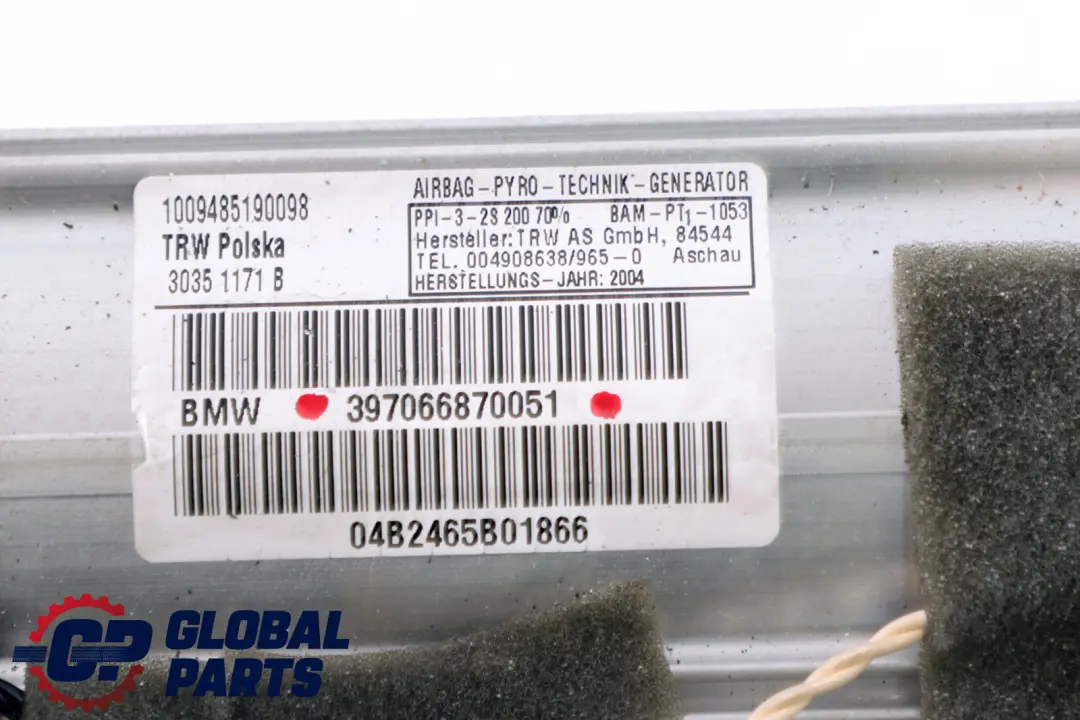 1009485190098
TRW Polska
3035 1171 B
AIRBAG-PYRO-TECHNIK-GENERATOR
PPI-3-2S 200 70% BAM-PT1-1053
Hersteller: TRW AS GmbH, 84544
TEL. 004908638/965-0 Aschau
HERSTELLUNGS-JAHR: 2004
BMW 397066870051
04B2465B01866
GP GLOBAL
PARTS